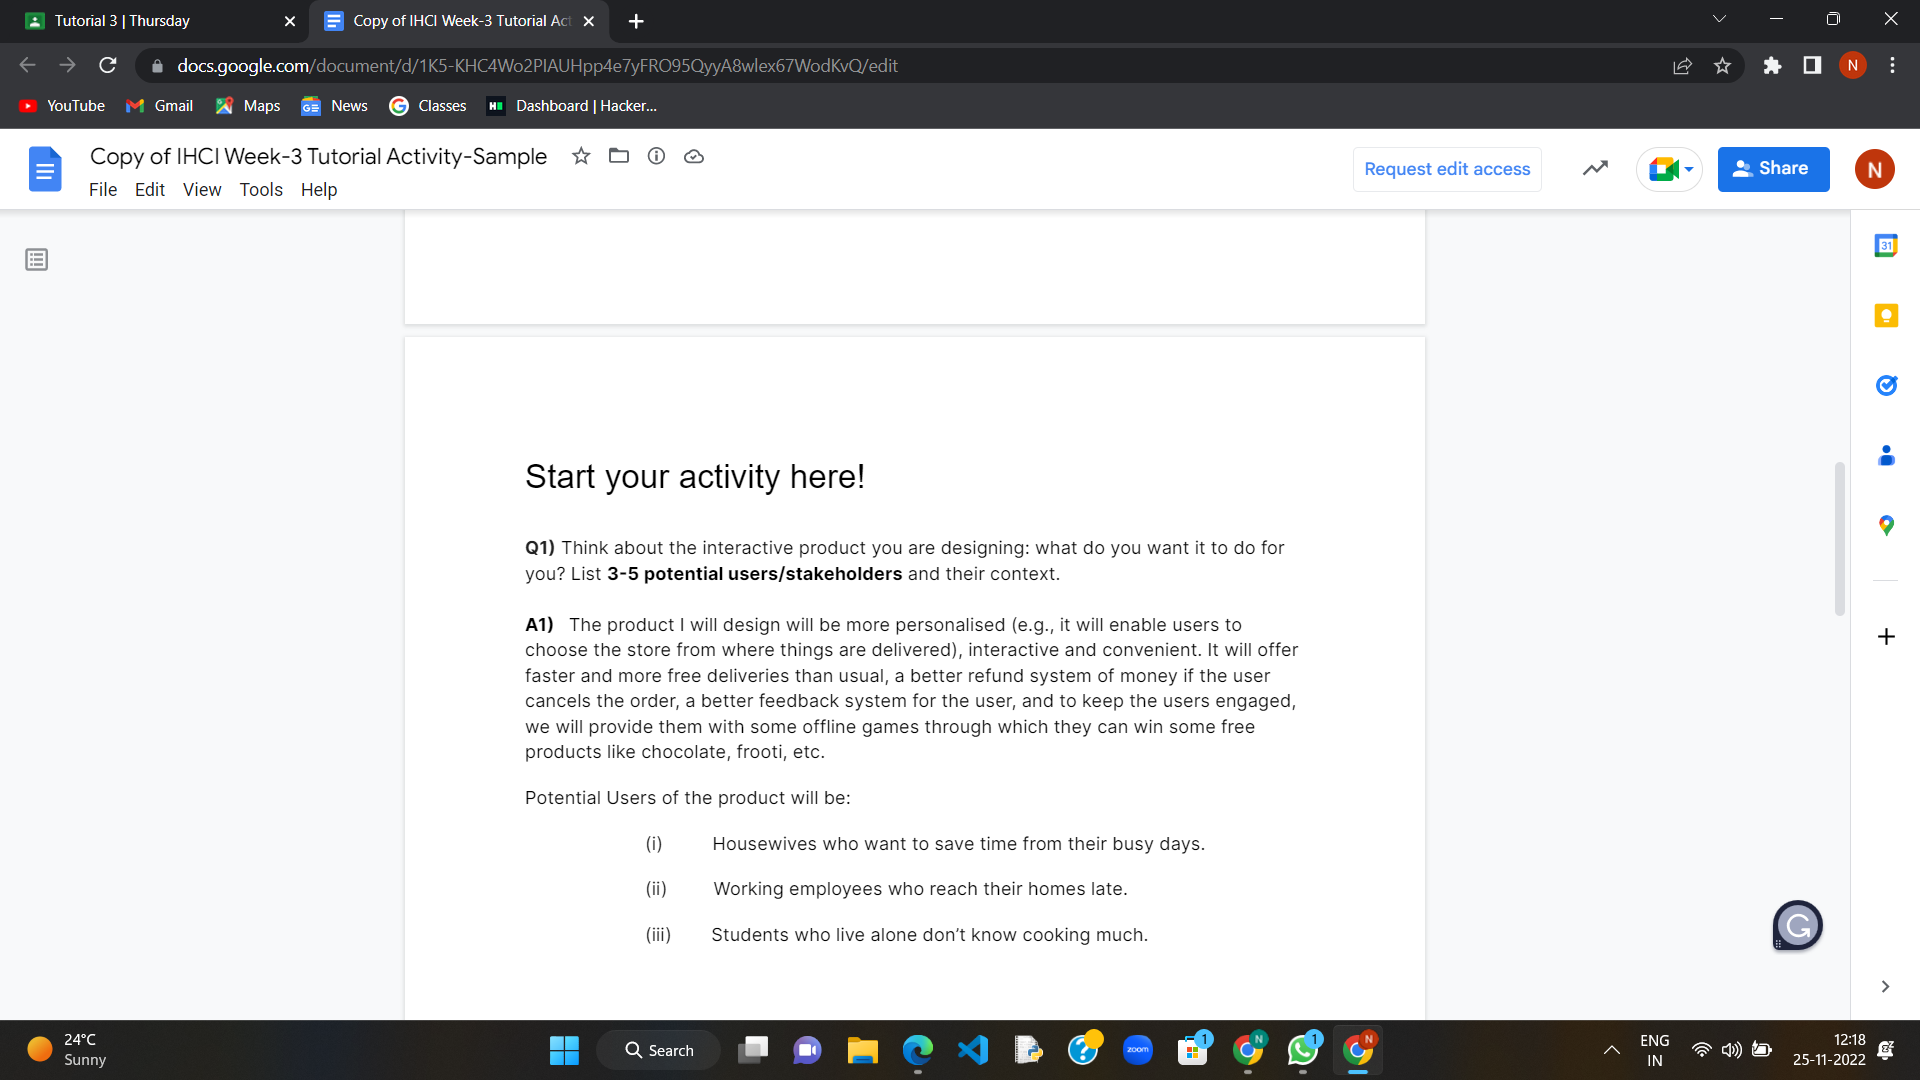 Tutorial 3 | Thursday
Copy of IHCI Week-3 Tutorial Act
docs.google.com/document/d/1K5-KHC4Wo2PIAUHpp4e7yFRO95QyyA8wlex67WodKvQ/edit
N
YouTube
Gmail
Maps
News
Classes
Dashboard | Hacker...
Copy of IHCI Week-3 Tutorial Activity-Sample
File Edit View Tools Help
Request edit access
Share
N
31
Start your activity here!
Q1) Think about the interactive product you are designing: what do you want it to do for
you? List 3-5 potential users/stakeholders and their context.
A1) The product I will design will be more personalised (e.g., it will enable users to
choose the store from where things are delivered), interactive and convenient. It will offer
faster and more free deliveries than usual, a better refund system of money if the user
cancels the order, a better feedback system for the user, and to keep the users engaged,
we will provide them with some offline games through which they can win some free
products like chocolate, frooti, etc.
Potential Users of the product will be:
(i) Housewives who want to save time from their busy days.
(ii) Working employees who reach their homes late.
(iii) Students who live alone don't know cooking much.
24°C
Sunny
Search
zoom
1
N
1
N
ENG
IN
12:18
25-11-2022